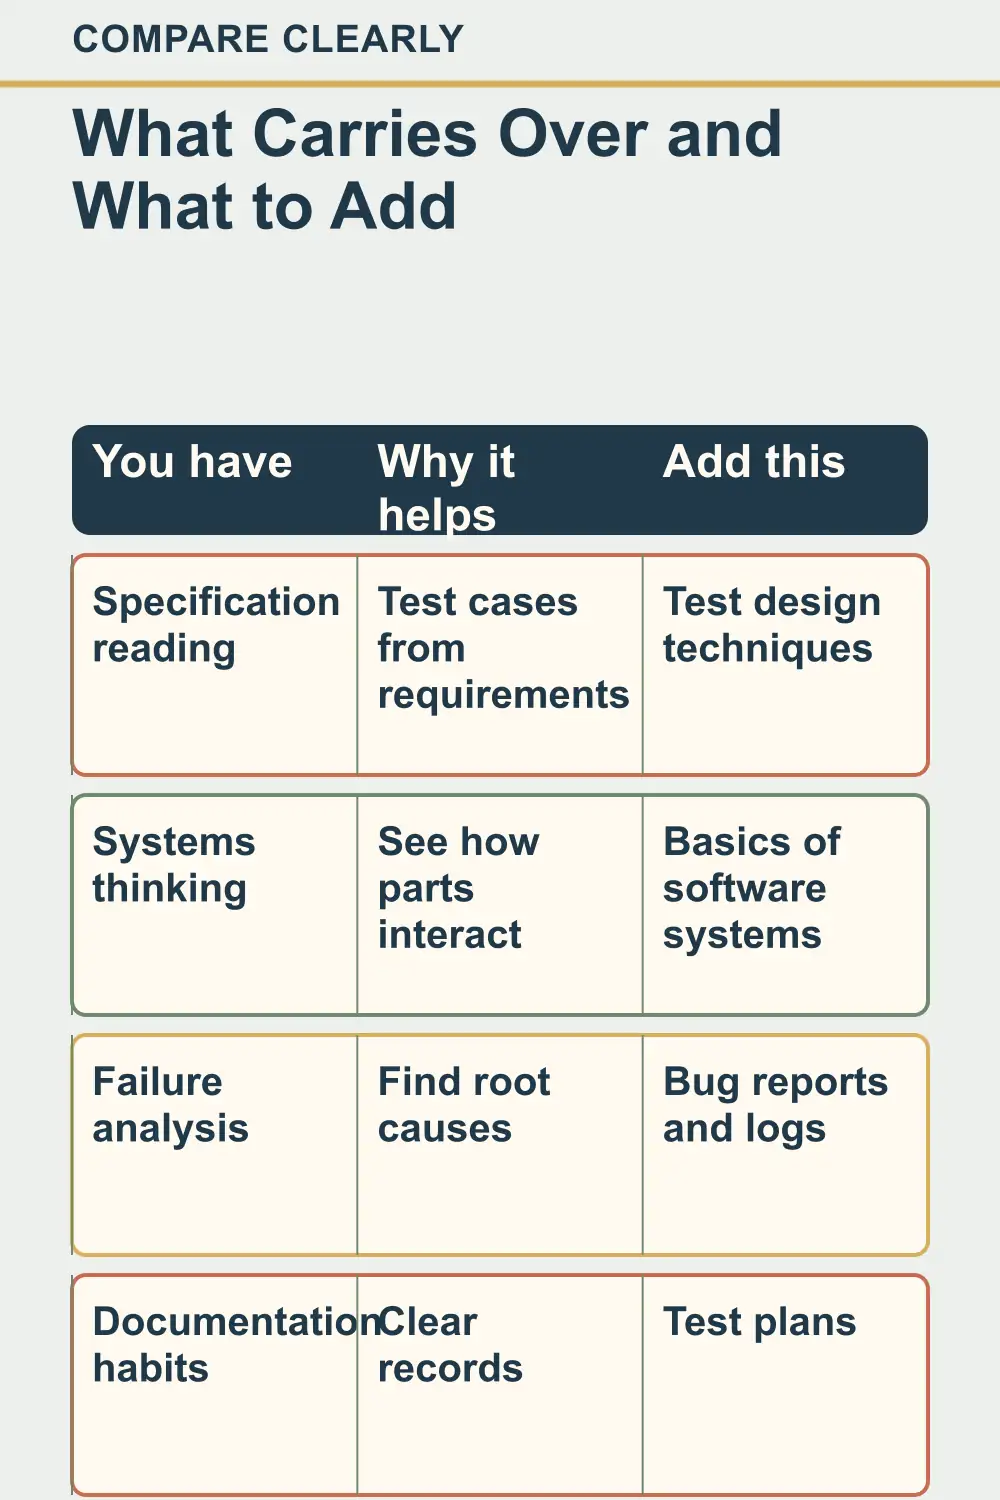 COMPARE CLEARLY
What Carries Over and
What to Add
You have
Why it
helps
Add this
Specification
reading
Test cases
from
requirements
Test design
techniques
Systems
thinking
See how
parts
interact
Basics of
software
systems
Failure
analysis
Find root
causes
Bug reports
and logs
Documentation
habits
Clear
records
Test plans